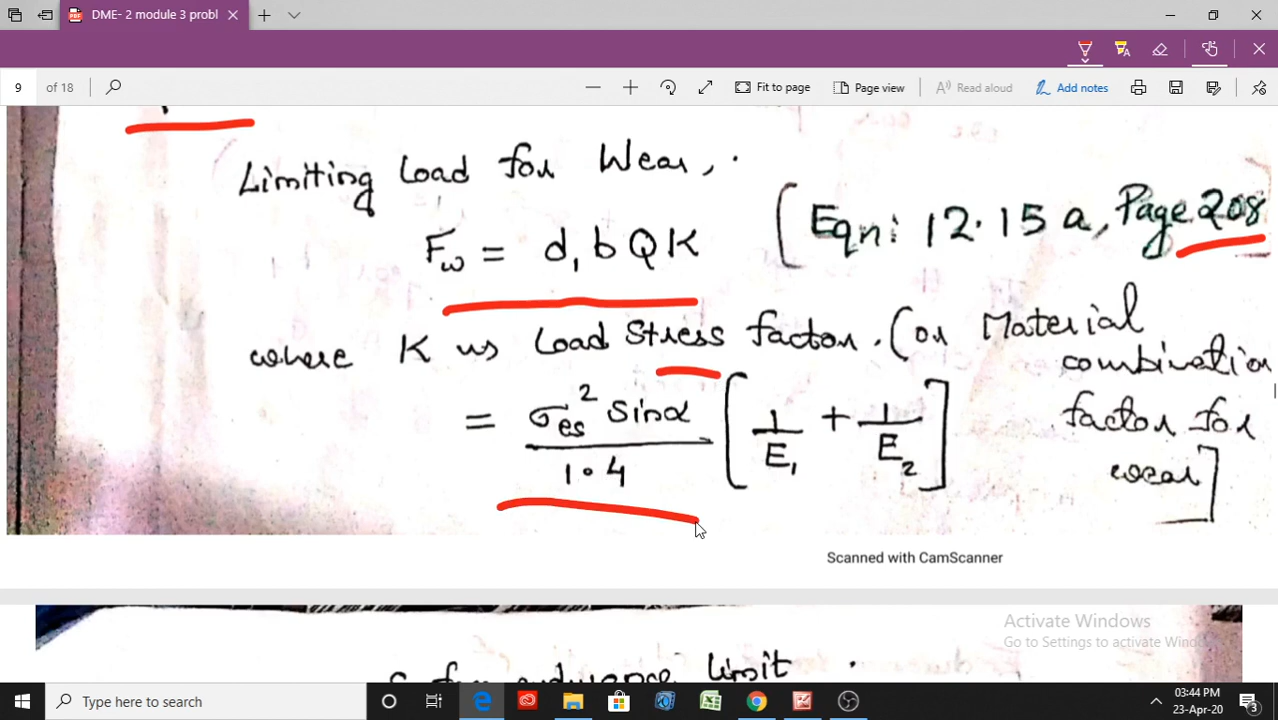 DME- 2 module 3 probl
9 of 18
Fit to page
Page view
Read aloud
Add notes
Limiting Load for Wear, .
Fw = d1 b Q K
[Eqn: 12.15 a, Page 208
where K is Load Stress factor. (or Material combination factor for wear]
= σes² Sinα / 1.4 [1/E1 + 1/E2]
Scanned with CamScanner
Activate Windows
Go to Settings to activate Windows
limit
Type here to search
03:44 PM
23-Apr-20
3